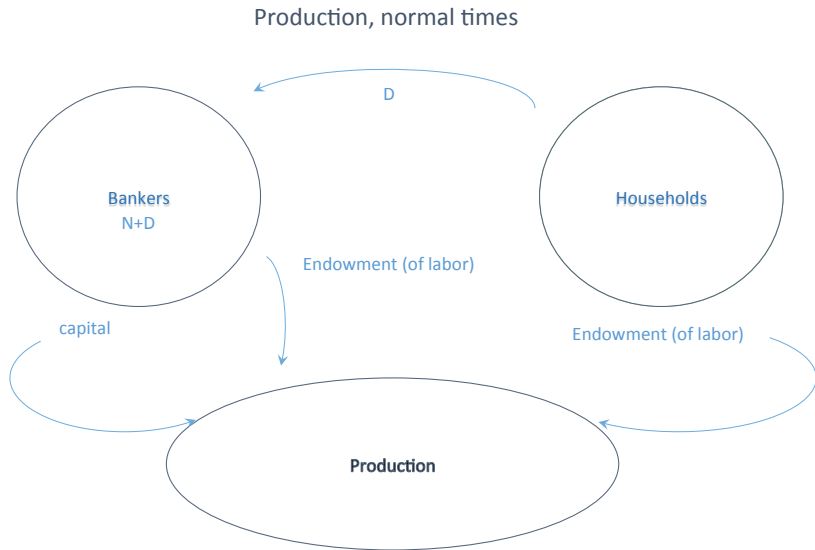 Production, normal times
D
Bankers
N+D
Households
Endowment (of labor)
capital
Endowment (of labor)
Production